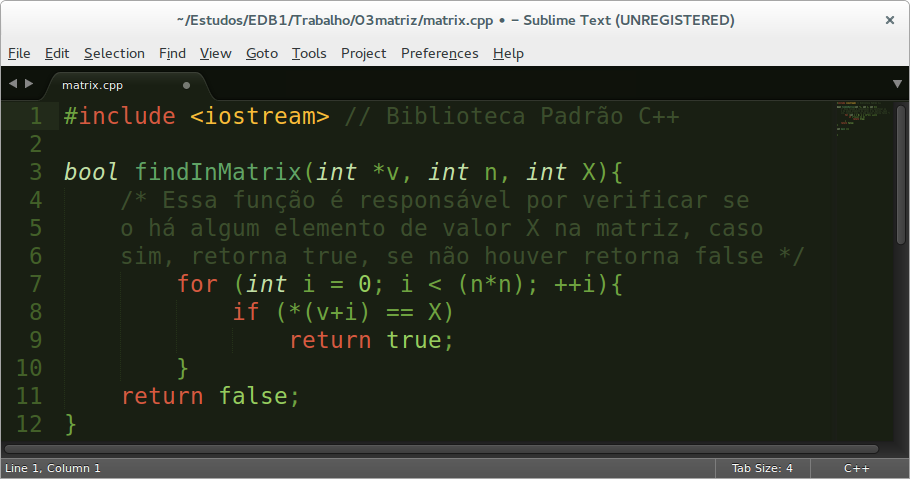 ~/Estudos/EDB1/Trabalho/03matriz/matrix.cpp • – Sublime Text (UNREGISTERED)
File Edit Selection Find View Goto Tools Project Preferences Help
matrix.cpp
1 #include <iostream> // Biblioteca Padrão C++
2
3 bool findInMatrix(int *v, int n, int X){
4 /* Essa função é responsável por verificar se
5 o há algum elemento de valor X na matriz, caso
6 sim, retorna true, se não houver retorna false */
7 for (int i = 0; i < (n*n); ++i){
8 if (*(v+i) == X)
9 return true;
10 }
11 return false;
12 }
Line 1, Column 1 Tab Size: 4 C++